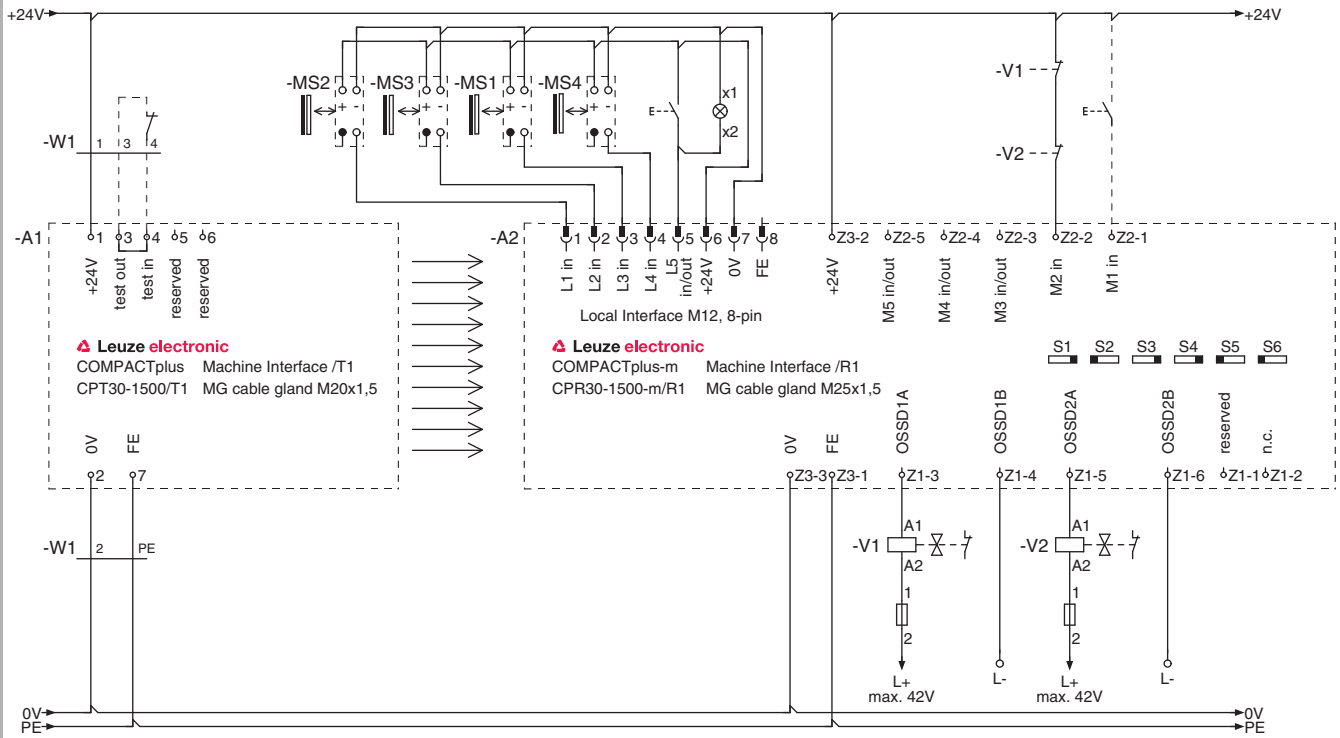 +24V +24V
-MS2 -MS3 -MS1 -MS4
+ - + - + - + -
E x1
x2
-V1
E
-V2
-W1 1 3 4
-A1 1 3 4 5 6
+24V
test out
test in
reserved
reserved
-A2 1 2 3 4 5 6 7 8
L1 in
L2 in
L3 in
L4 in
L5
in/out
+24V
0V
FE
Z3-2 Z2-5 Z2-4 Z2-3 Z2-2 Z2-1
+24V
M5 in/out
M4 in/out
M3 in/out
M2 in
M1 in
Local Interface M12, 8-pin
Leuze electronic
COMPACTplus Machine Interface /T1
CPT30-1500/T1 MG cable gland M20x1,5
Leuze electronic
COMPACTplus-m Machine Interface /R1
CPR30-1500-m/R1 MG cable gland M25x1,5
S1 S2 S3 S4 S5 S6
0V
FE
2 7
0V
FE
OSSD1A
OSSD1B
OSSD2A
OSSD2B
reserved
n.c.
Z3-3 Z3-1 Z1-3 Z1-4 Z1-5 Z1-6 Z1-1 Z1-2
-W1 2 PE
-V1 A1
A2
1
2
L+
max. 42V
L-
-V2 A1
A2
1
2
L+
max. 42V
L-
0V 0V
PE PE